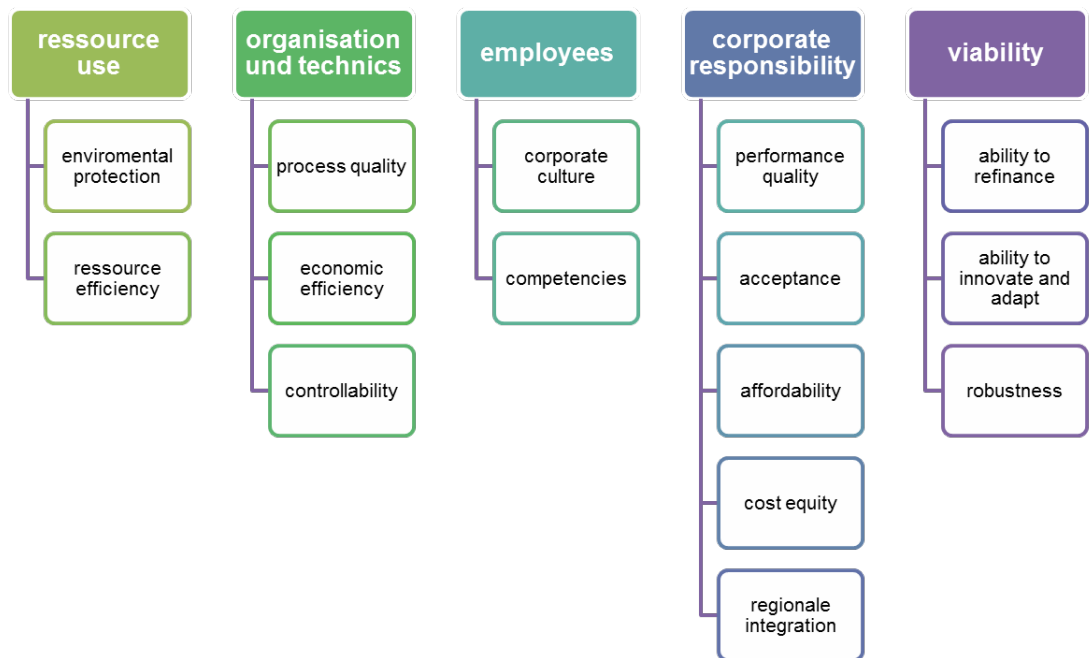 ressource
use
enviromental
protection
ressource
efficiency
organisation
und technics
process quality
economic
efficiency
controllability
employees
corporate
culture
competencies
corporate
responsibility
performance
quality
acceptance
affordability
cost equity
regionale
integration
viability
ability to
refinance
ability to
innovate and
adapt
robustness